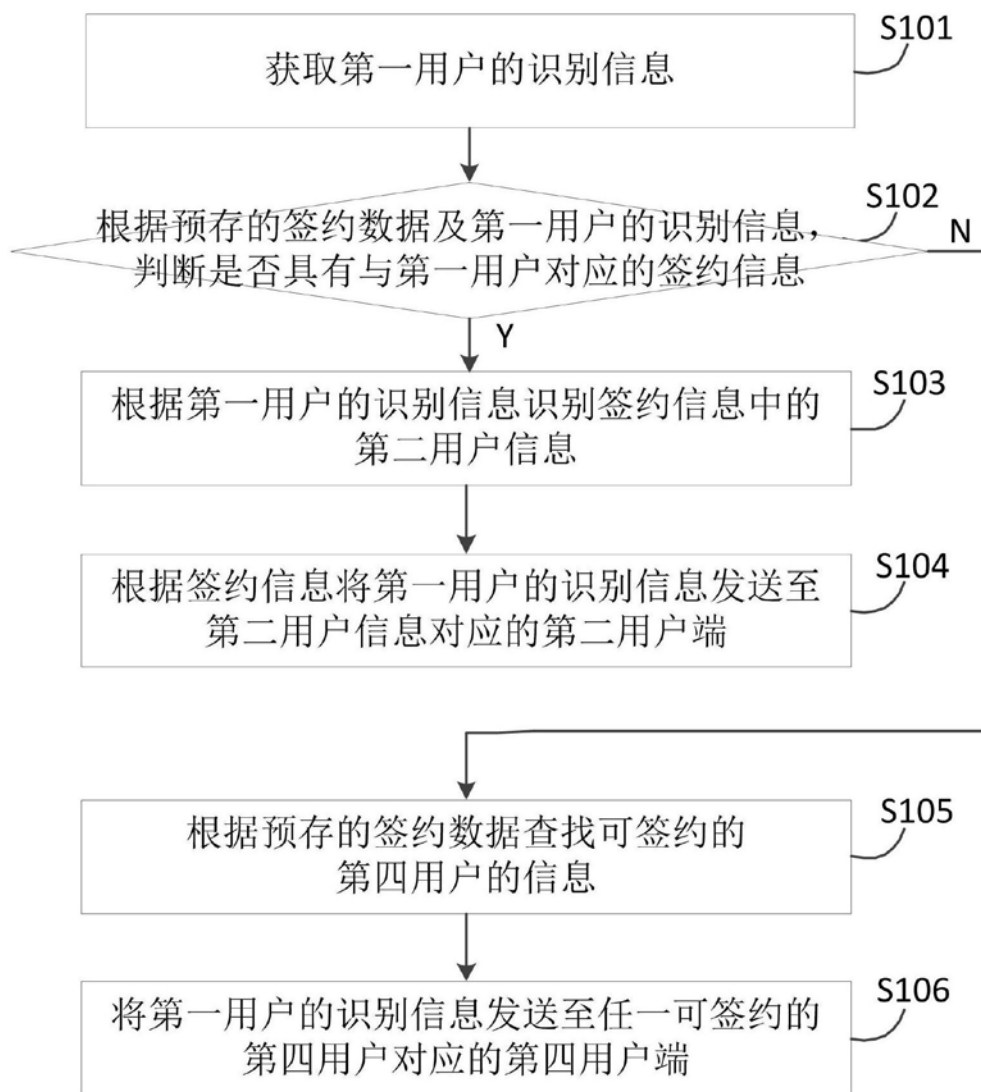 S101
获取第一用户的识别信息
S102
根据预存的签约数据及第一用户的识别信息，
判断是否具有与第一用户对应的签约信息
N
Y
S103
根据第一用户的识别信息识别签约信息中的
第二用户信息
S104
根据签约信息将第一用户的识别信息发送至
第二用户信息对应的第二用户端
S105
根据预存的签约数据查找可签约的
第四用户的信息
S106
将第一用户的识别信息发送至任一可签约的
第四用户对应的第四用户端